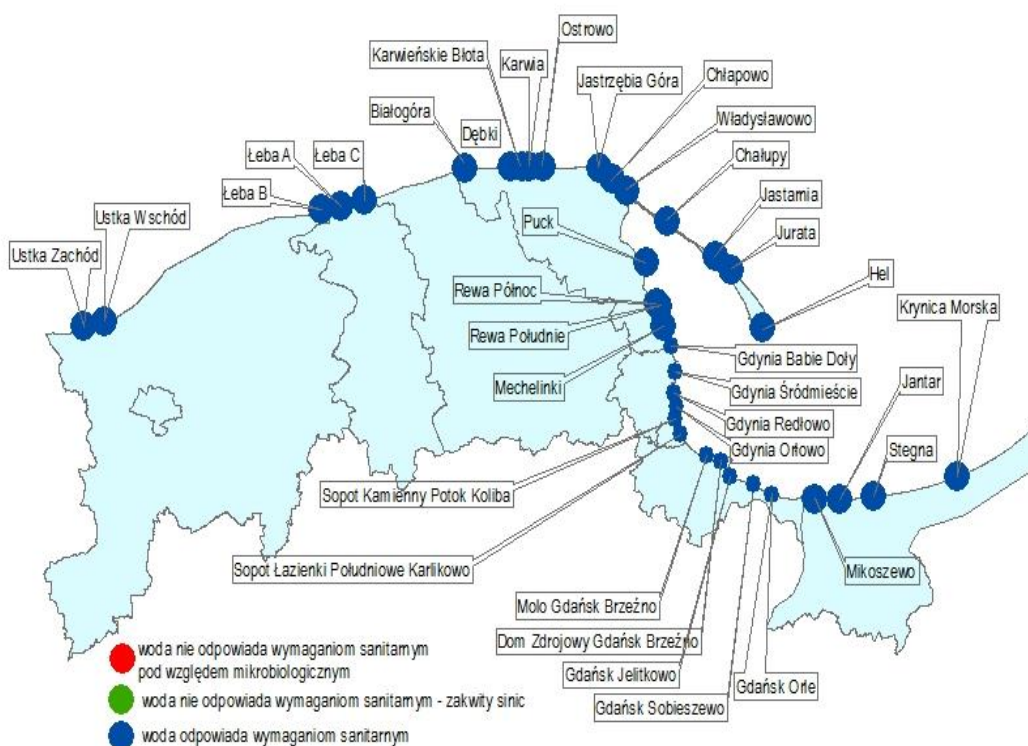 Ostrowo
Karwieńskie Błota
Karwia
Jastrzębia Góra
Chłapowo
Białogóra
Dębki
Władysławowo
Łeba A
Łeba C
Chałupy
Łeba B
Jastarnia
Ustka Wschód
Puck
Jurata
Ustka Zachód
Hel
Rewa Północ
Krynica Morska
Rewa Południe
Gdynia Babie Doły
Mechelinki
Gdynia Śródmieście
Jantar
Gdynia Redłowo
Gdynia Orłowo
Stegna
Sopot Kamienny Potok Koliba
Sopot Łazienki Południowe Karlikowo
Mikoszewo
Molo Gdańsk Brzeźno
Dom Zdrojowy Gdańsk Brzeźno
Gdańsk Jelitkowo
Gdańsk Orle
Gdańsk Sobieszewo
woda nie odpowiada wymaganiom sanitarnym
pod względem mikrobiologicznym
woda nie odpowiada wymaganiom sanitarnym - zakwity sinic
woda odpowiada wymaganiom sanitarnym